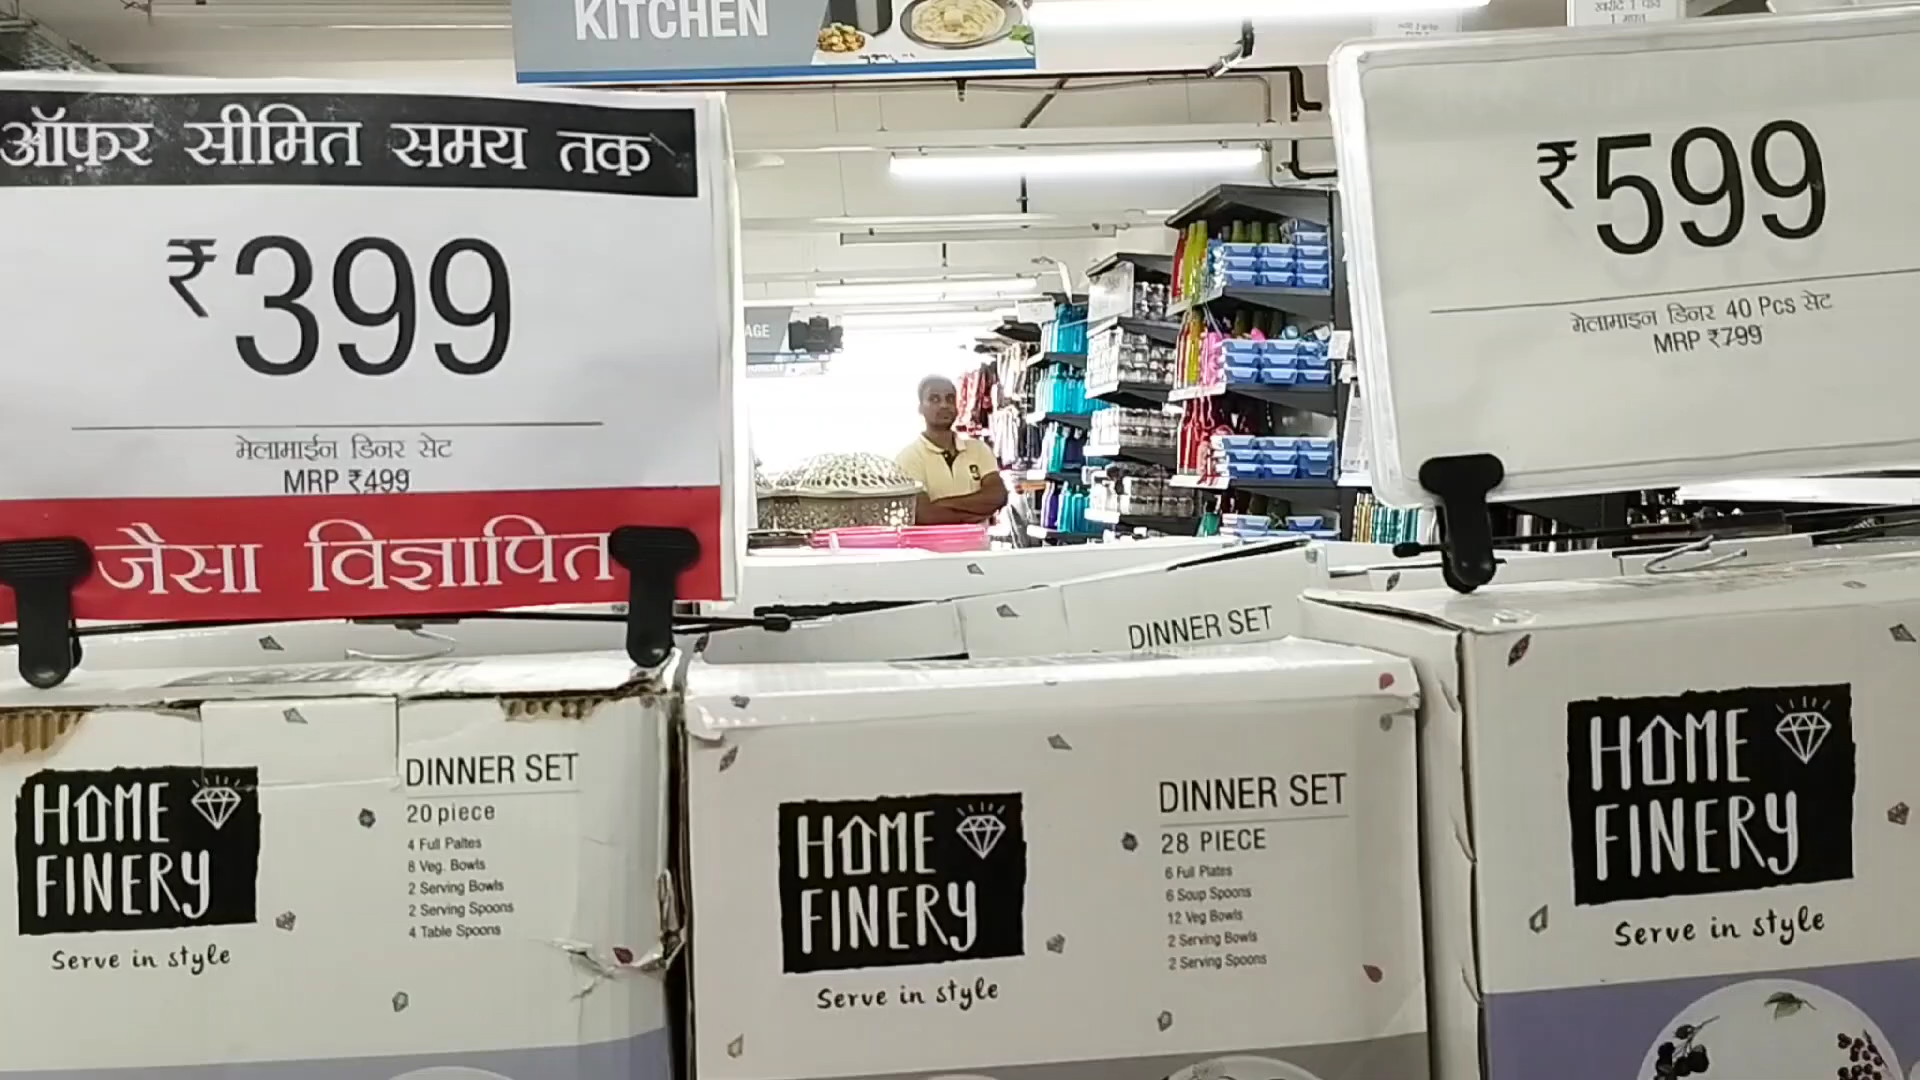 KITCHEN
ऑफर सीमित समय तक
₹399
मेलामाईन डिनर सेट
MRP ₹499
जैसा विज्ञापित
₹599
मेलामाइन डिनर 40 Pcs सेट
MRP ₹799
AGE
DINNER SET
HOME
FINERY
Serve in style
DINNER SET
20 piece
4 Full Paltes
8 Veg. Bowls
2 Serving Bowls
2 Serving Spoons
4 Table Spoons
HOME
FINERY
Serve in style
DINNER SET
28 PIECE
6 Full Plates
6 Soup Spoons
12 Veg Bowls
2 Serving Bowls
2 Serving Spoons
HOME
FINERY
Serve in style